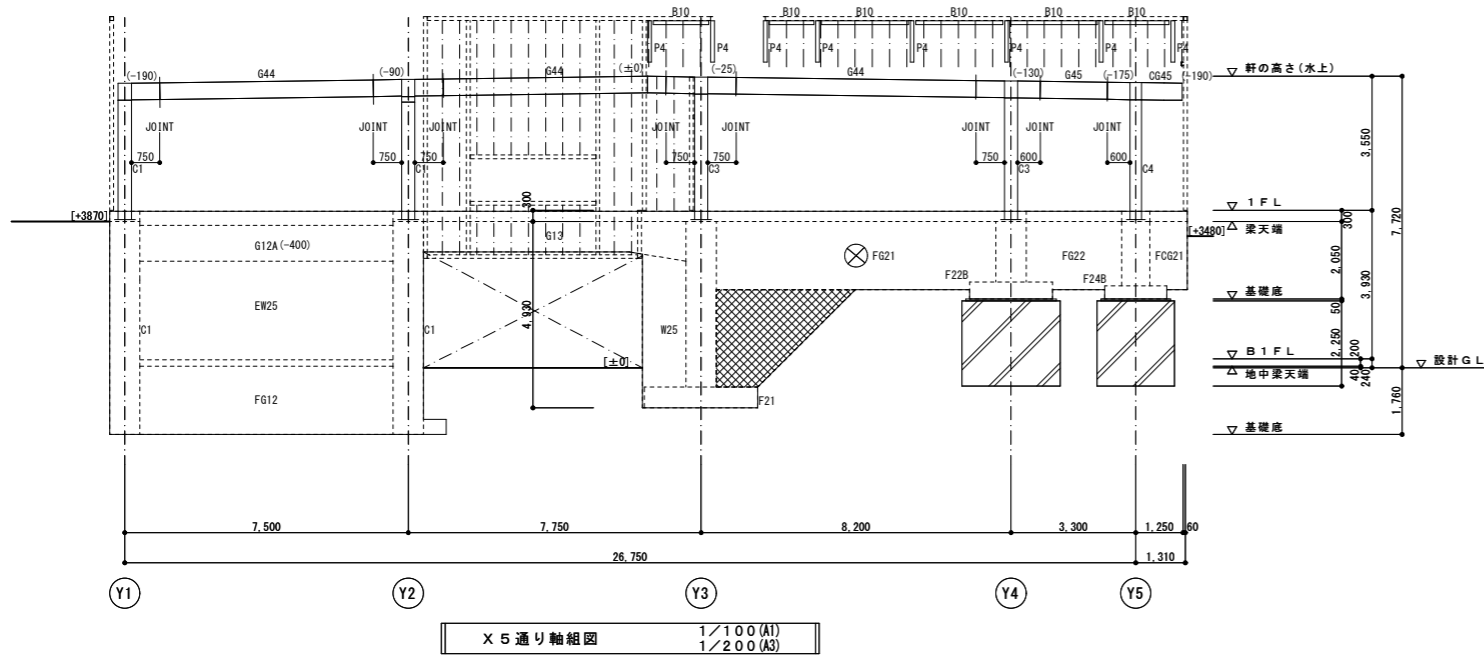 B10
B10
B10
B10
B10
B10
P4
P4
P4
P4
P4
P4
P4
P4
(-190)
G44
(-90)
G44
(±0)
(-25)
G44
(-130)
G45
(-175)
CG45
(-190)
軒の高さ(水上)
JOINT
JOINT
JOINT
JOINT
JOINT
JOINT
JOINT
JOINT
750
750
750
750
750
750
600
600
C1
C1
C3
C3
C4
3,550
7,720
[+3870]
300
1FL
300
梁天端
[+3480]
G12A(-400)
G13
FG21
FG22
FCG21
F22B
F24B
2,050
3,930
基礎底
50
EW25
C1
C1
4,930
W25
2,250
200
B1FL
[±0]
設計GL
地中梁天端
40
240
FG12
F21
1,760
基礎底
7,500
7,750
8,200
3,300
1,250
60
26,750
1,310
Y1
Y2
Y3
Y4
Y5
X5通り軸組図
1/100(A1)
1/200(A3)